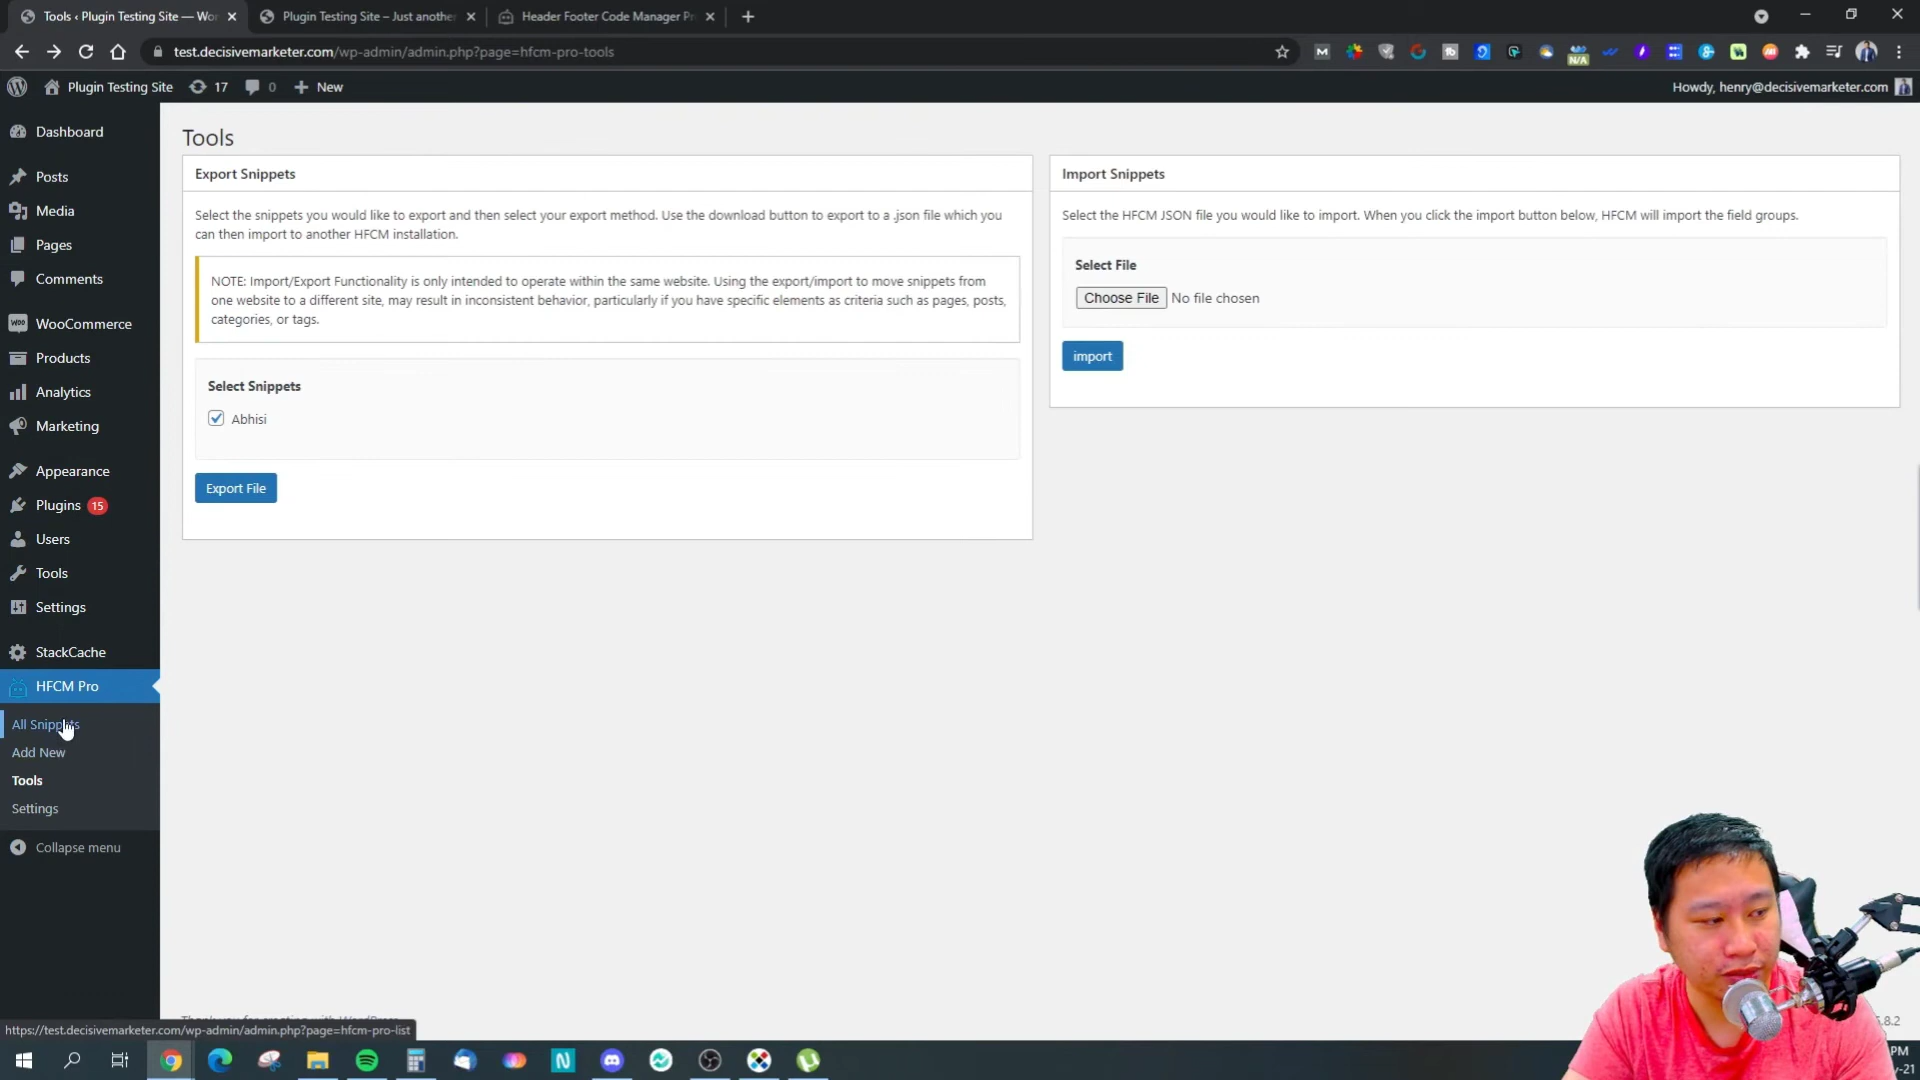 Tools ‹ Plugin Testing Site — Wor
Plugin Testing Site – Just another
Header Footer Code Manager Pr
test.decisivemarketer.com/wp-admin/admin.php?page=hfcm-pro-tools
N/A
Plugin Testing Site
17
0
New
Howdy, henry@decisivemarketer.com
Dashboard
Posts
Media
Pages
Comments
WooCommerce
Products
Analytics
Marketing
Appearance
Plugins 15
Users
Tools
Settings
StackCache
HFCM Pro
All Snippets
Add New
Tools
Settings
Collapse menu
Tools
Export Snippets
Select the snippets you would like to export and then select your export method. Use the download button to export to a .json file which you
can then import to another HFCM installation.
NOTE: Import/Export Functionality is only intended to operate within the same website. Using the export/import to move snippets from
one website to a different site, may result in inconsistent behavior, particularly if you have specific elements as criteria such as pages, posts,
categories, or tags.
Select Snippets
Abhisi
Export File
Import Snippets
Select the HFCM JSON file you would like to import. When you click the import button below, HFCM will import the field groups.
Select File
Choose File No file chosen
import
https://test.decisivemarketer.com/wp-admin/admin.php?page=hfcm-pro-list
5.8.2
PM
-21